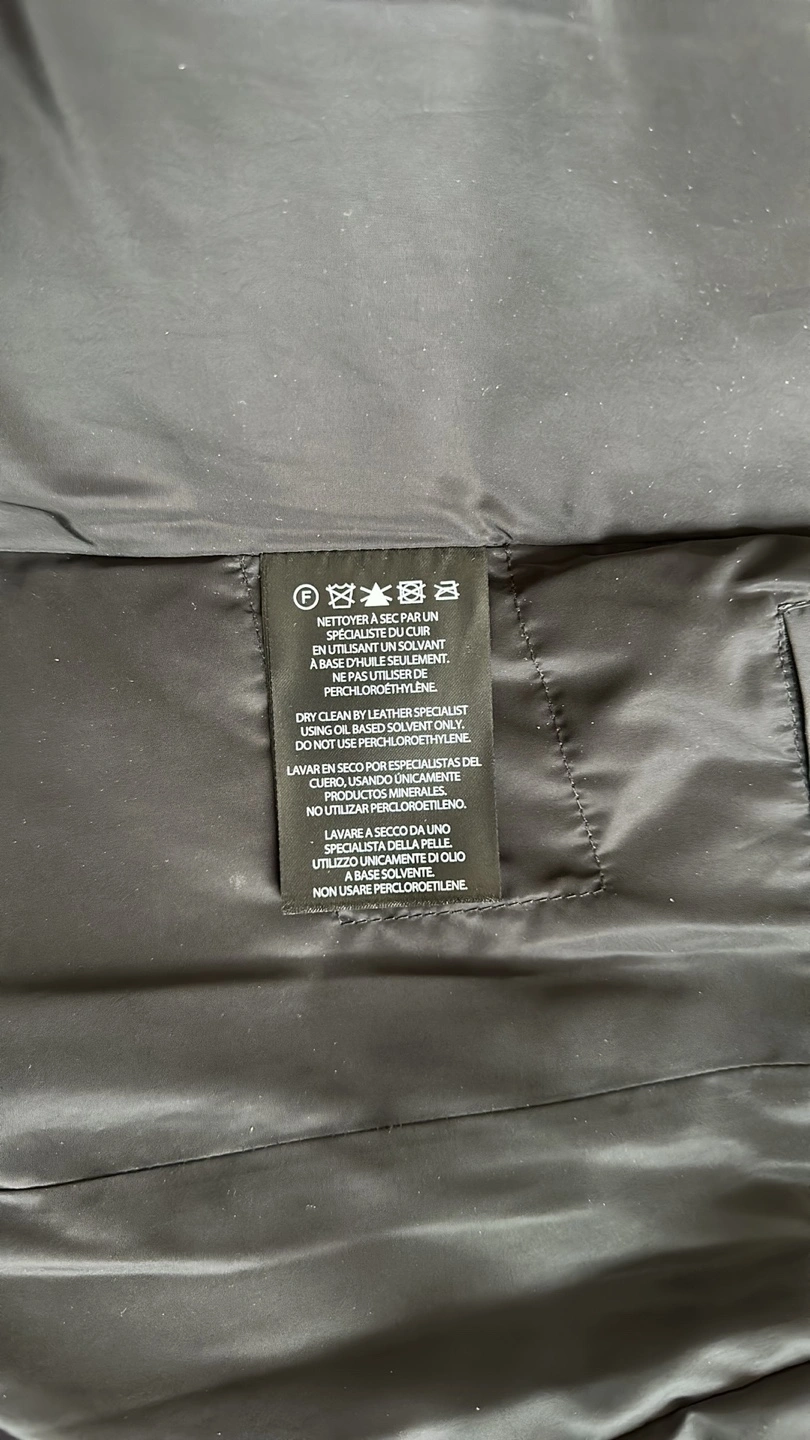 F
NETTOYER À SEC PAR UN
SPÉCIALISTE DU CUIR
EN UTILISANT UN SOLVANT
À BASE D'HUILE SEULEMENT.
NE PAS UTILISER DE
PERCHLOROÉTHYLÈNE.
DRY CLEAN BY LEATHER SPECIALIST
USING OIL BASED SOLVENT ONLY.
DO NOT USE PERCHLOROETHYLENE.
LAVAR EN SECO POR ESPECIALISTAS DEL
CUERO, USANDO ÚNICAMENTE
PRODUCTOS MINERALES.
NO UTILIZAR PERCLOROETILENO.
LAVARE A SECCO DA UNO
SPECIALISTA DELLA PELLE.
UTILIZZO UNICAMENTE DI OLIO
A BASE SOLVENTE.
NON USARE PERCLOROETILENE.